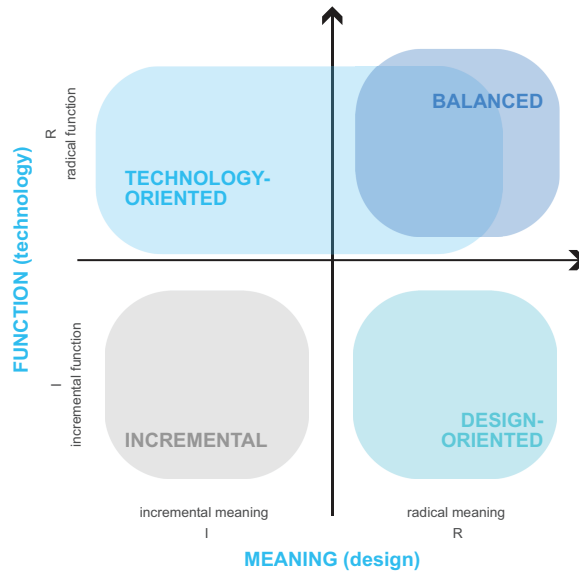 BALANCED
TECHNOLOGY-
ORIENTED
FUNCTION (technology)
R
radical function
I
incremental function
INCREMENTAL
DESIGN-
ORIENTED
incremental meaning
I
radical meaning
R
MEANING (design)